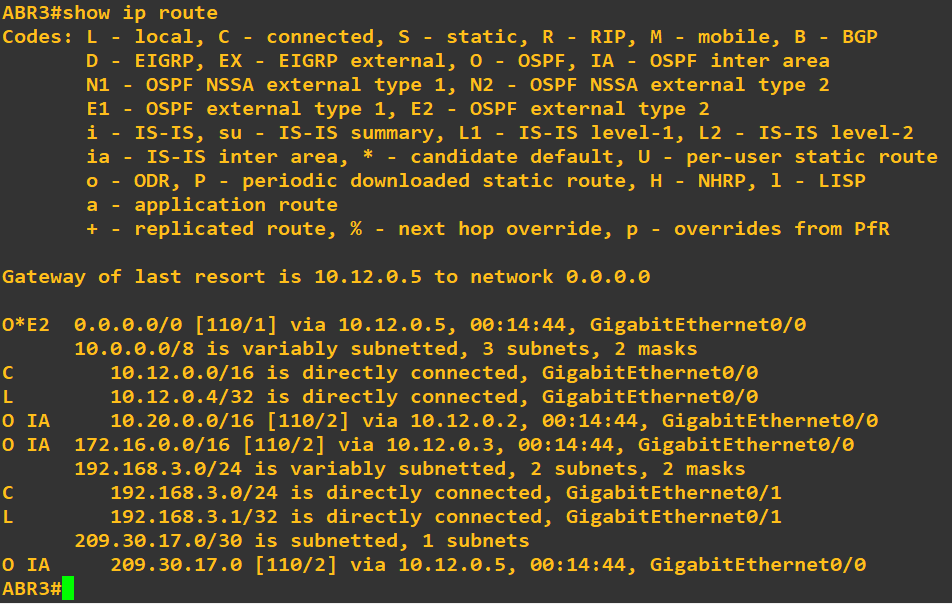 ABR3#show ip route
Codes: L - local, C - connected, S - static, R - RIP, M - mobile, B - BGP
       D - EIGRP, EX - EIGRP external, O - OSPF, IA - OSPF inter area
       N1 - OSPF NSSA external type 1, N2 - OSPF NSSA external type 2
       E1 - OSPF external type 1, E2 - OSPF external type 2
       i - IS-IS, su - IS-IS summary, L1 - IS-IS level-1, L2 - IS-IS level-2
       ia - IS-IS inter area, * - candidate default, U - per-user static route
       o - ODR, P - periodic downloaded static route, H - NHRP, l - LISP
       a - application route
       + - replicated route, % - next hop override, p - overrides from PfR

Gateway of last resort is 10.12.0.5 to network 0.0.0.0

O*E2  0.0.0.0/0 [110/1] via 10.12.0.5, 00:14:44, GigabitEthernet0/0
      10.0.0.0/8 is variably subnetted, 3 subnets, 2 masks
C        10.12.0.0/16 is directly connected, GigabitEthernet0/0
L        10.12.0.4/32 is directly connected, GigabitEthernet0/0
O IA     10.20.0.0/16 [110/2] via 10.12.0.2, 00:14:44, GigabitEthernet0/0
O IA  172.16.0.0/16 [110/2] via 10.12.0.3, 00:14:44, GigabitEthernet0/0
      192.168.3.0/24 is variably subnetted, 2 subnets, 2 masks
C        192.168.3.0/24 is directly connected, GigabitEthernet0/1
L        192.168.3.1/32 is directly connected, GigabitEthernet0/1
      209.30.17.0/30 is subnetted, 1 subnets
O IA     209.30.17.0 [110/2] via 10.12.0.5, 00:14:44, GigabitEthernet0/0
ABR3#